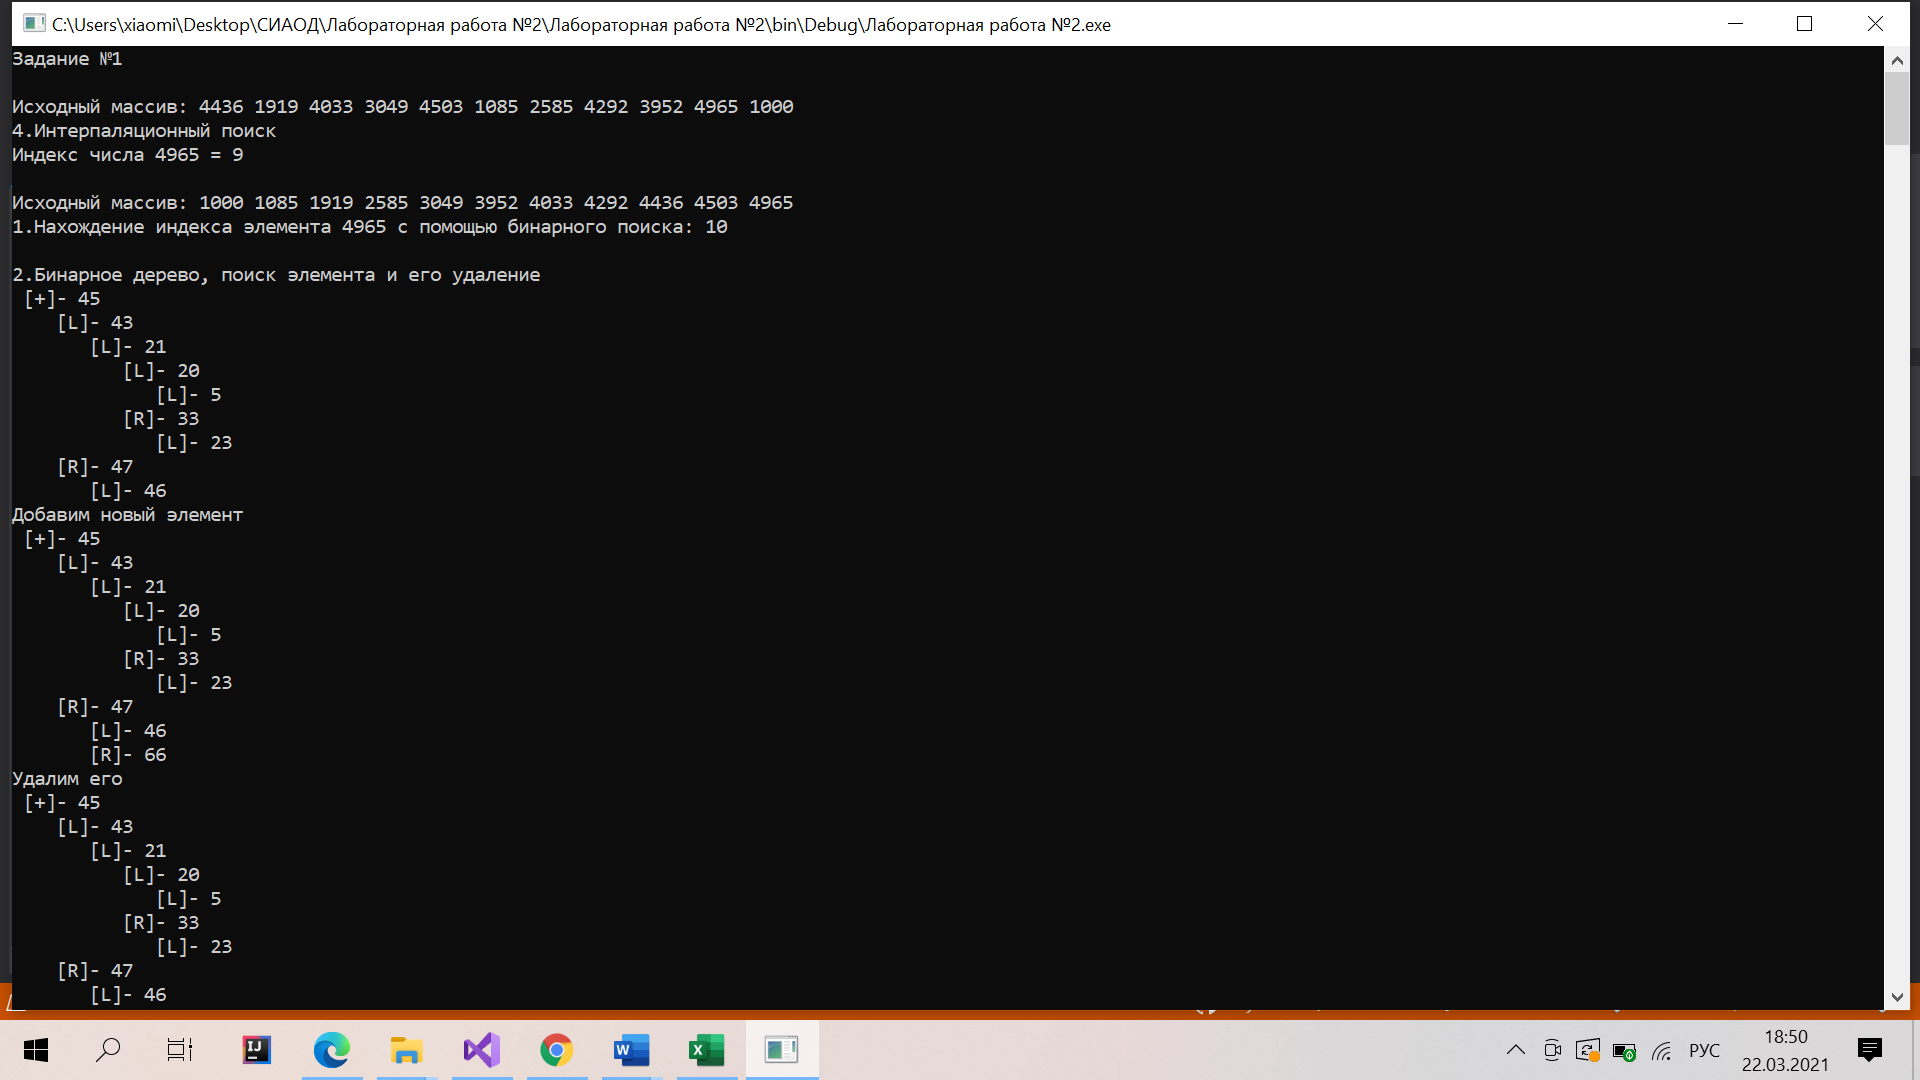 C:\Users\xiaomi\Desktop\СИАОД\Лабораторная работа №2\Лабораторная работа №2\bin\Debug\Лабораторная работа №2.exe
Задание №1
Исходный массив: 4436 1919 4033 3049 4503 1085 2585 4292 3952 4965 1000
4.Интерпаляционный поиск
Индекс числа 4965 = 9
Исходный массив: 1000 1085 1919 2585 3049 3952 4033 4292 4436 4503 4965
1.Нахождение индекса элемента 4965 с помощью бинарного поиска: 10
2.Бинарное дерево, поиск элемента и его удаление
[+]- 45
[L]- 43
[L]- 21
[L]- 20
[L]- 5
[R]- 33
[L]- 23
[R]- 47
[L]- 46
Добавим новый элемент
[+]- 45
[L]- 43
[L]- 21
[L]- 20
[L]- 5
[R]- 33
[L]- 23
[R]- 47
[L]- 46
[R]- 66
Удалим его
[+]- 45
[L]- 43
[L]- 21
[L]- 20
[L]- 5
[R]- 33
[L]- 23
[R]- 47
[L]- 46
РУС
18:50
22.03.2021